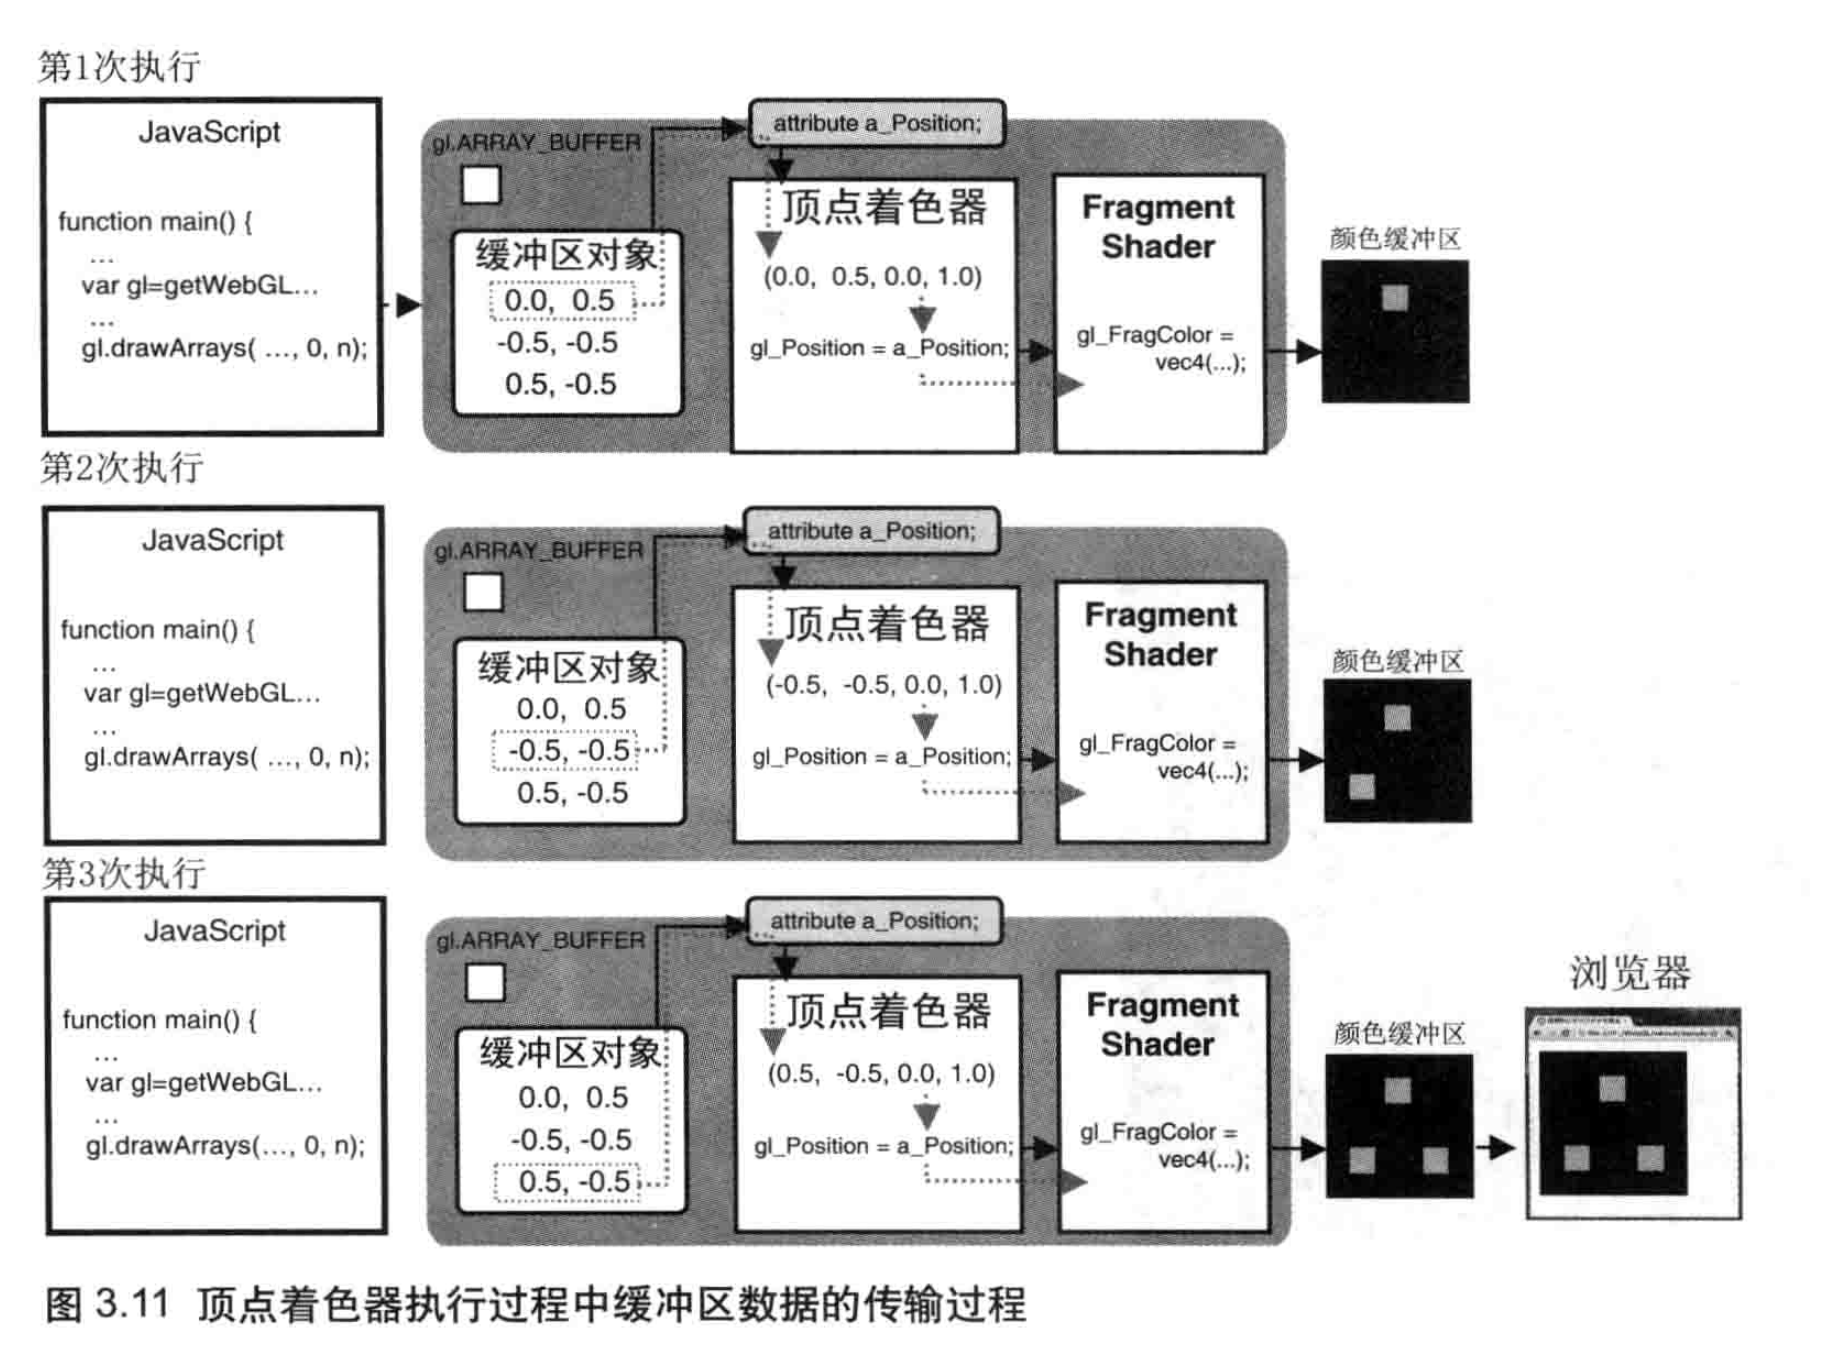 第1次执行
JavaScript
function main() {
...
var gl=getWebGL...
...
gl.drawArrays( ..., 0, n);
gl.ARRAY_BUFFER
缓冲区对象
0.0, 0.5
-0.5, -0.5
0.5, -0.5
attribute a_Position;
顶点着色器
(0.0, 0.5, 0.0, 1.0)
gl_Position = a_Position;
Fragment
Shader
gl_FragColor =
vec4(...);
颜色缓冲区
第2次执行
JavaScript
function main() {
...
var gl=getWebGL...
...
gl.drawArrays( ..., 0, n);
gl.ARRAY_BUFFER
缓冲区对象
0.0, 0.5
-0.5, -0.5
0.5, -0.5
attribute a_Position;
顶点着色器
(-0.5, -0.5, 0.0, 1.0)
gl_Position = a_Position;
Fragment
Shader
gl_FragColor =
vec4(...);
颜色缓冲区
第3次执行
JavaScript
function main() {
...
var gl=getWebGL...
...
gl.drawArrays(..., 0, n);
gl.ARRAY_BUFFER
缓冲区对象
0.0, 0.5
-0.5, -0.5
0.5, -0.5
attribute a_Position;
顶点着色器
(0.5, -0.5, 0.0, 1.0)
gl_Position = a_Position;
Fragment
Shader
gl_FragColor =
vec4(...);
颜色缓冲区
浏览器
图 3.11 顶点着色器执行过程中缓冲区数据的传输过程